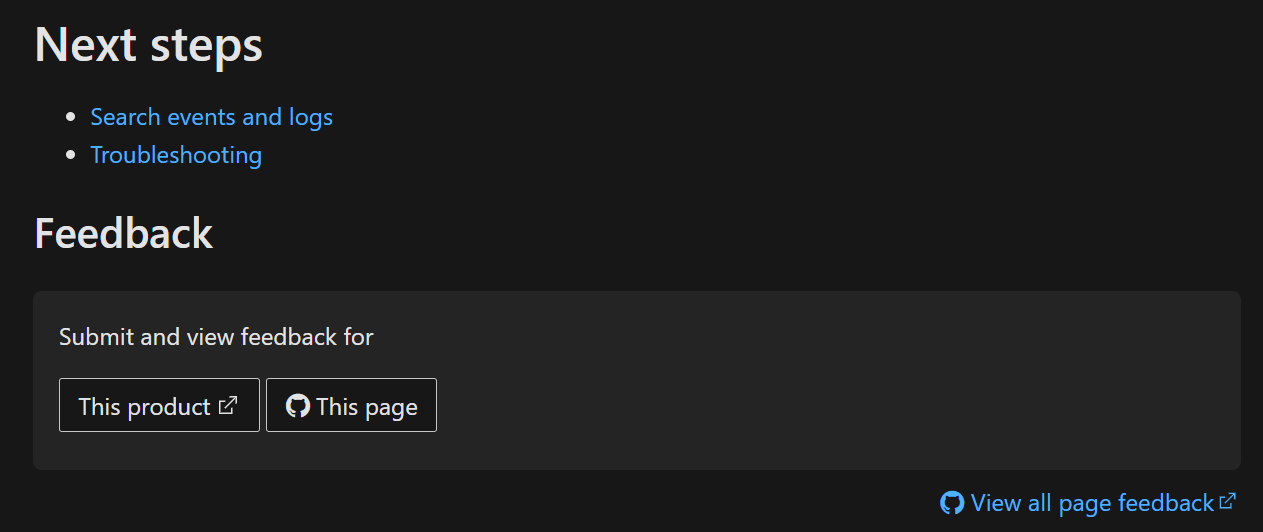 Next steps
Search events and logs
Troubleshooting
Feedback
Submit and view feedback for
This product This page
View all page feedback